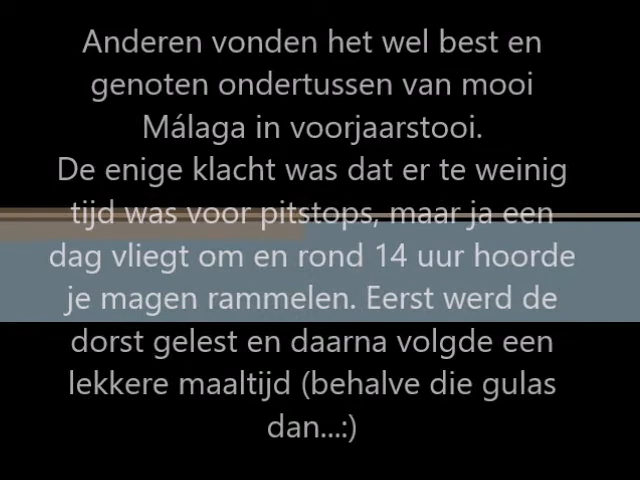 Anderen vonden het wel best en
genoten ondertussen van mooi
Málaga in voorjaarstooi.
De enige klacht was dat er te weinig
tijd was voor pitstops, maar ja een
dag vliegt om en rond 14 uur hoorde
je magen rammelen. Eerst werd de
dorst gelest en daarna volgde een
lekkere maaltijd (behalve die gulas
dan...:)